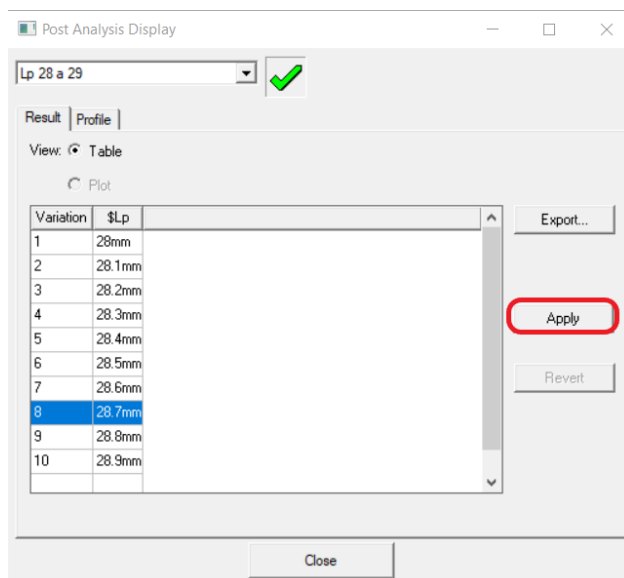 Post Analysis Display
Lp 28 a 29
Result Profile
View: Table
Plot
Variation $Lp
1 28mm
2 28.1mm
3 28.2mm
4 28.3mm
5 28.4mm
6 28.5mm
7 28.6mm
8 28.7mm
9 28.8mm
10 28.9mm
Export...
Apply
Revert
Close